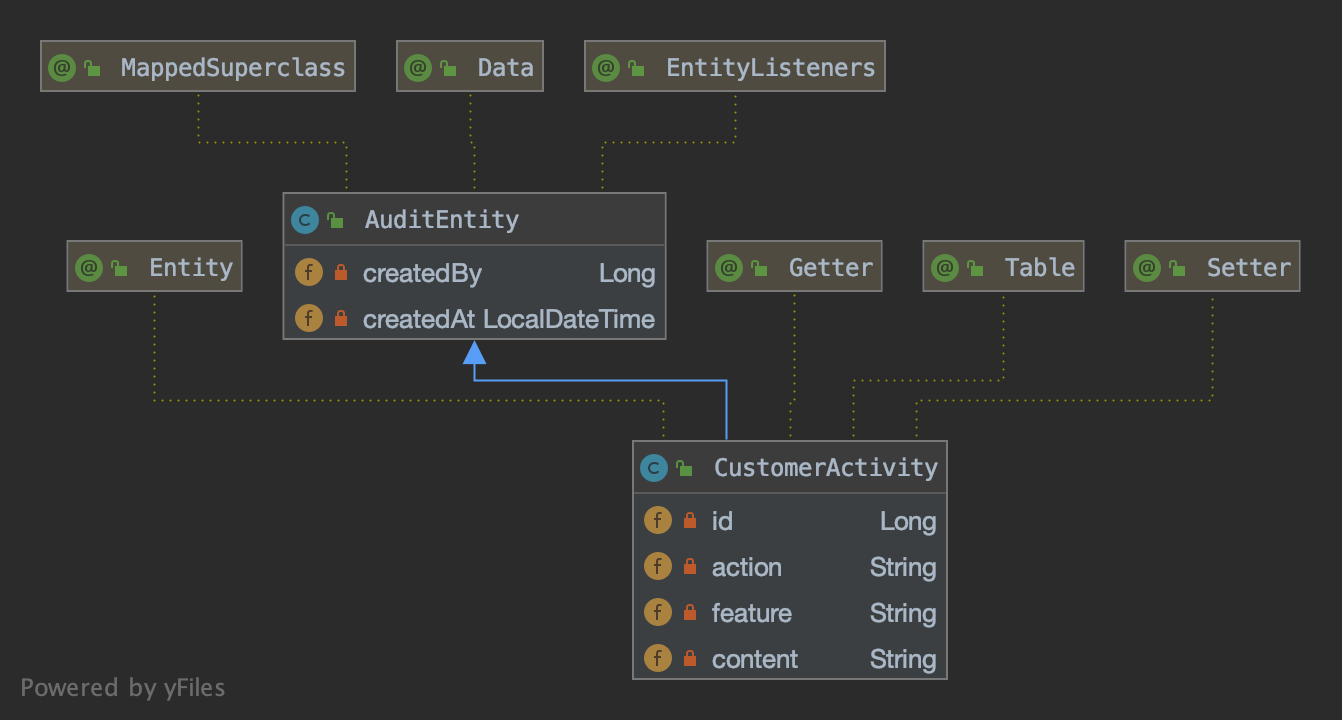 @ MappedSuperclass
@ Data
@ EntityListeners
C AuditEntity
f createdBy Long
f createdAt LocalDateTime
@ Entity
@ Getter
@ Table
@ Setter
C CustomerActivity
f id Long
f action String
f feature String
f content String
Powered by yFiles